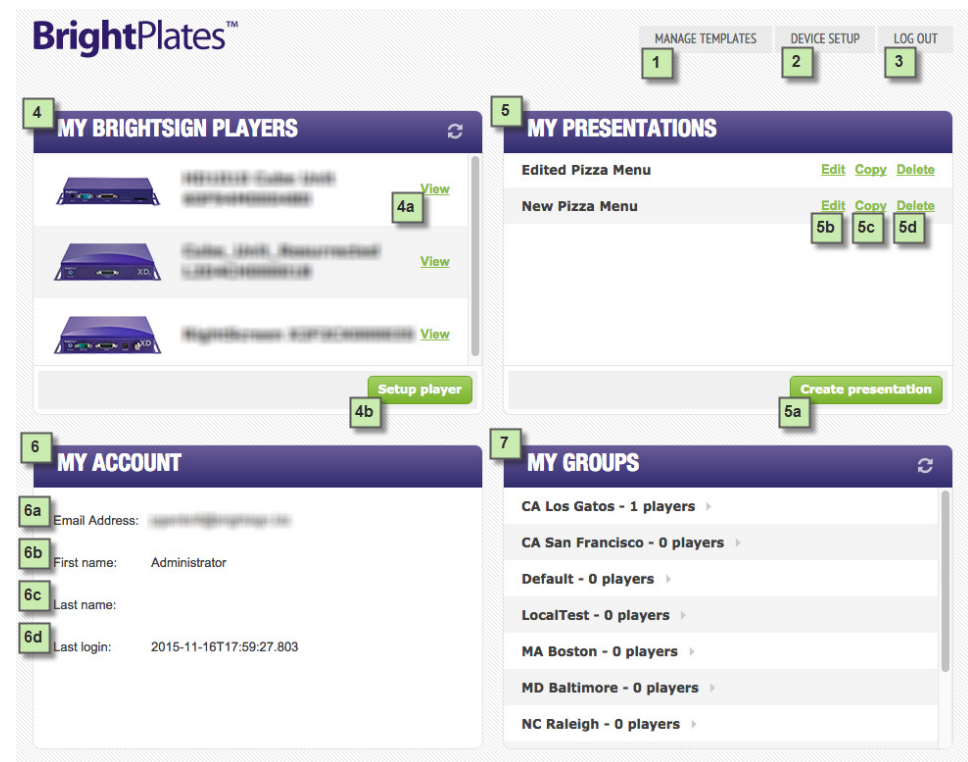 BrightPlates™
MANAGE TEMPLATES DEVICE SETUP LOG OUT
1 2 3
4
MY BRIGHTSIGN PLAYERS
View
4a
XD
View
XD
View
Setup player
4b
5
MY PRESENTATIONS
Edited Pizza Menu Edit Copy Delete
New Pizza Menu Edit Copy Delete
5b 5c 5d
Create presentation
5a
6
MY ACCOUNT
6a
Email Address:
6b
First name: Administrator
6c
Last name:
6d
Last login: 2015-11-16T17:59:27.803
7
MY GROUPS
CA Los Gatos - 1 players
CA San Francisco - 0 players
Default - 0 players
LocalTest - 0 players
MA Boston - 0 players
MD Baltimore - 0 players
NC Raleigh - 0 players